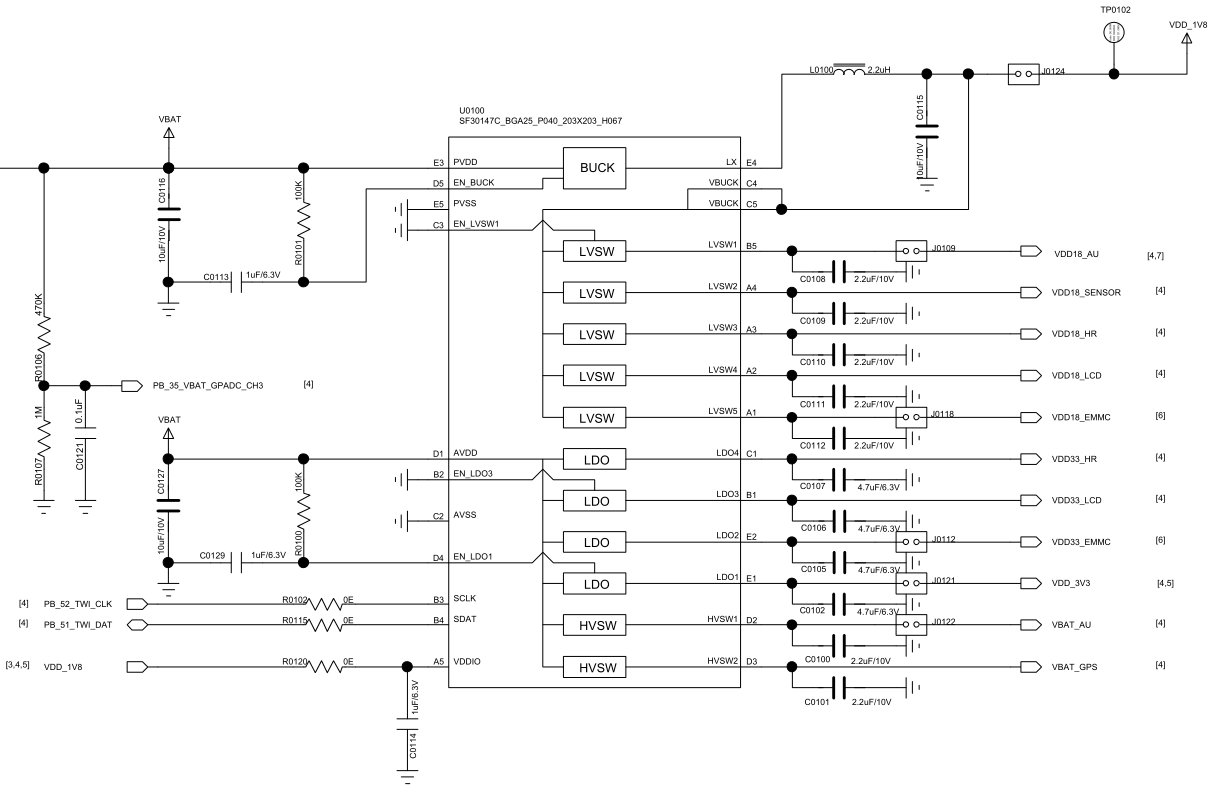 TP0102
VDD_1V8
L0100 2.2uH
J0124
C0115
10uF/10V
U0100
SF30147C_BGA25_P040_203X203_H067
VBAT
E3 PVDD
BUCK
LX E4
D5 EN_BUCK
VBUCK C4
E5 PVSS
VBUCK C5
C3 EN_LVSW1
C0116
10uF/10V
100K
R0101
C0113 1uF/6.3V
LVSW
LVSW1 B5
J0109
VDD18_AU [4,7]
C0108 2.2uF/10V
LVSW
LVSW2 A4
VDD18_SENSOR [4]
C0109 2.2uF/10V
470K
R0106
LVSW
LVSW3 A3
VDD18_HR [4]
C0110 2.2uF/10V
PB_35_VBAT_GPADC_CH3 [4]
LVSW
LVSW4 A2
VDD18_LCD [4]
C0111 2.2uF/10V
1M
R0107
0.1uF
C0121
VBAT
LVSW
LVSW5 A1
J0118
VDD18_EMMC [6]
C0112 2.2uF/10V
D1 AVDD
LDO
LDO4 C1
VDD33_HR [4]
C0107 4.7uF/6.3V
B2 EN_LDO3
C0127
10uF/10V
100K
R0100
LDO
LDO3 B1
VDD33_LCD [4]
C0106 4.7uF/6.3V
C2 AVSS
LDO
LDO2 E2
J0112
VDD33_EMMC [6]
C0105 4.7uF/6.3V
C0129 1uF/6.3V
D4 EN_LDO1
LDO
LDO1 E1
J0121
VDD_3V3 [4,5]
C0102 4.7uF/6.3V
[4] PB_52_TWI_CLK
R0102 0E
B3 SCLK
[4] PB_51_TWI_DAT
R0115 0E
B4 SDAT
HVSW
HVSW1 D2
J0122
VBAT_AU [4]
C0100 2.2uF/10V
[3,4,5] VDD_1V8
R0120 0E
A5 VDDIO
HVSW
HVSW2 D3
VBAT_GPS [4]
C0101 2.2uF/10V
1uF/6.3V
C0114